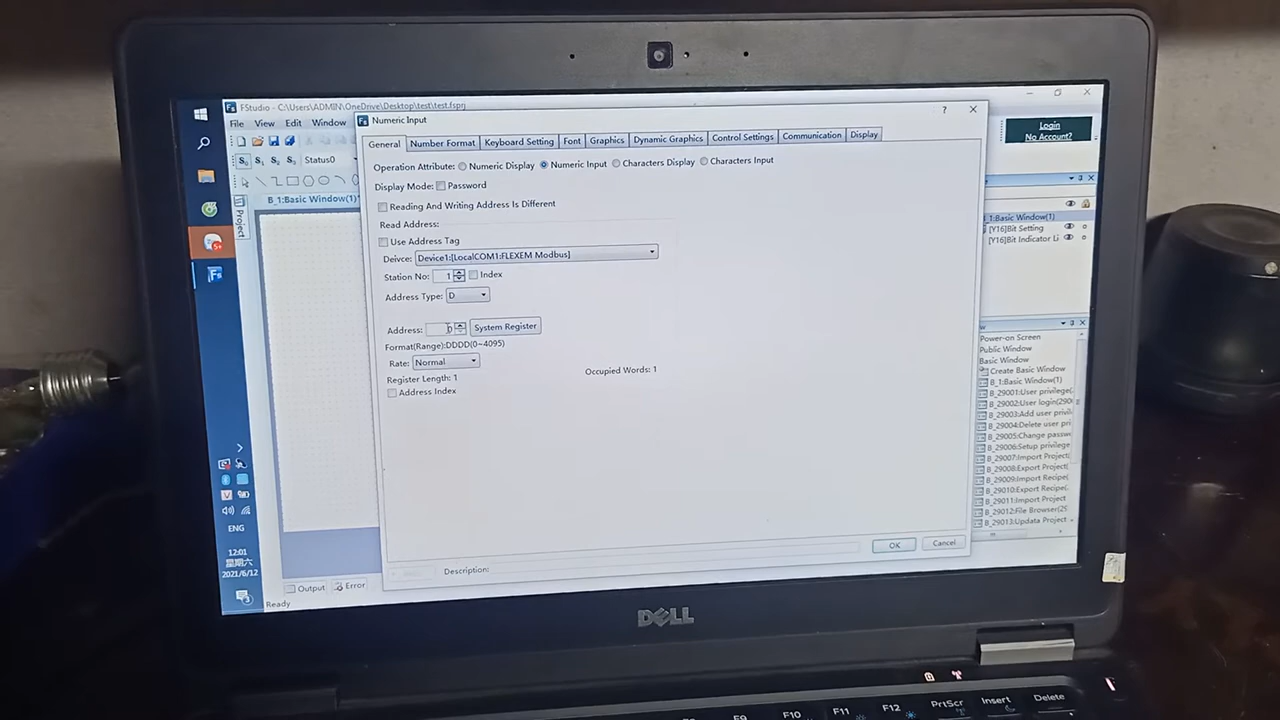 FStudio - C:\Users\ADMIN\OneDrive\Desktop\test\test.fsprj
File View Edit Window
Login
No Account?
Status0
B_1:Basic Window(1)
Project
Numeric Input
General Number Format Keyboard Setting Font Graphics Dynamic Graphics Control Settings Communication Display
Operation Attribute: Numeric Display Numeric Input Characters Display Characters Input
Display Mode: Password
Reading And Writing Address Is Different
Read Address:
Use Address Tag
Deivce: Device1:[LocalCOM1:FLEXEM Modbus]
Station No: 1 Index
Address Type: D
Address: 0 System Register
Format(Range):DDDD(0~4095)
Rate: Normal
Register Length: 1
Occupied Words: 1
Address Index
OK Cancel
Description:
_1:Basic Window(1)
[Y16]Bit Setting
[Y16]Bit Indicator Li
Power-on Screen
Public Window
Basic Window
Create Basic Window
B_1:Basic Window(1)
B_29001:User privilege(
B_29002:User login(290
B_29003:Add user privil
B_29004:Delete user pri
B_29005:Change passw
B_29006:Setup privilege
B_29007:Import Project(
B_29008:Export Project(
B_29009:Import Recipe(
B_29010:Export Recipe(
B_29011:Import Project
B_29012:File Browser(29
B_29013:Updata Project
Output Error
Ready
ENG
12:01
星期六
2021/6/12
DELL
F9 F10 F11 F12 PrtScr Insert Delete